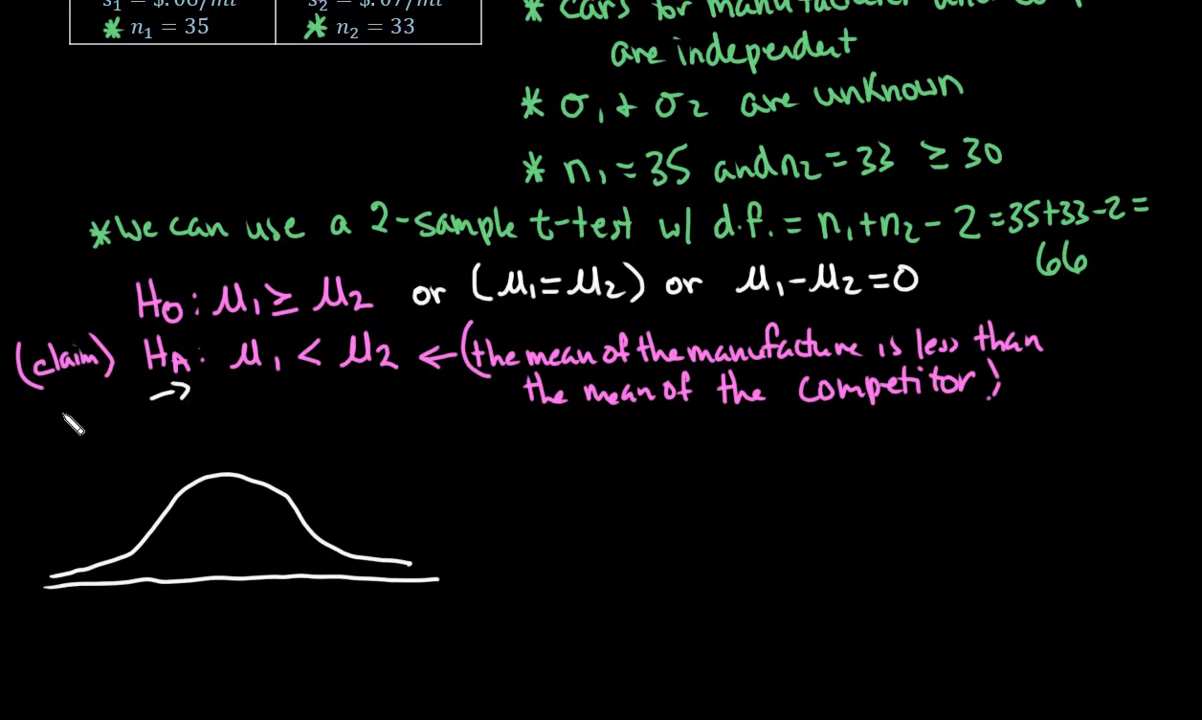 * n₁ = 35
* n₂ = 33
* cars for
are independent
* σ₁ + σ₂ are unknown
* n₁ = 35 and n₂ = 33 ≥ 30
* We can use a 2-sample t-test w/ d.f. = n₁ + n₂ - 2 = 35+33-2 =
66
H₀: μ₁ ≥ μ₂ or (μ₁ = μ₂) or μ₁ - μ₂ = 0
(claim) Hₐ: μ₁ < μ₂ ← (the mean of the manufacture is less than
the mean of the competitor)